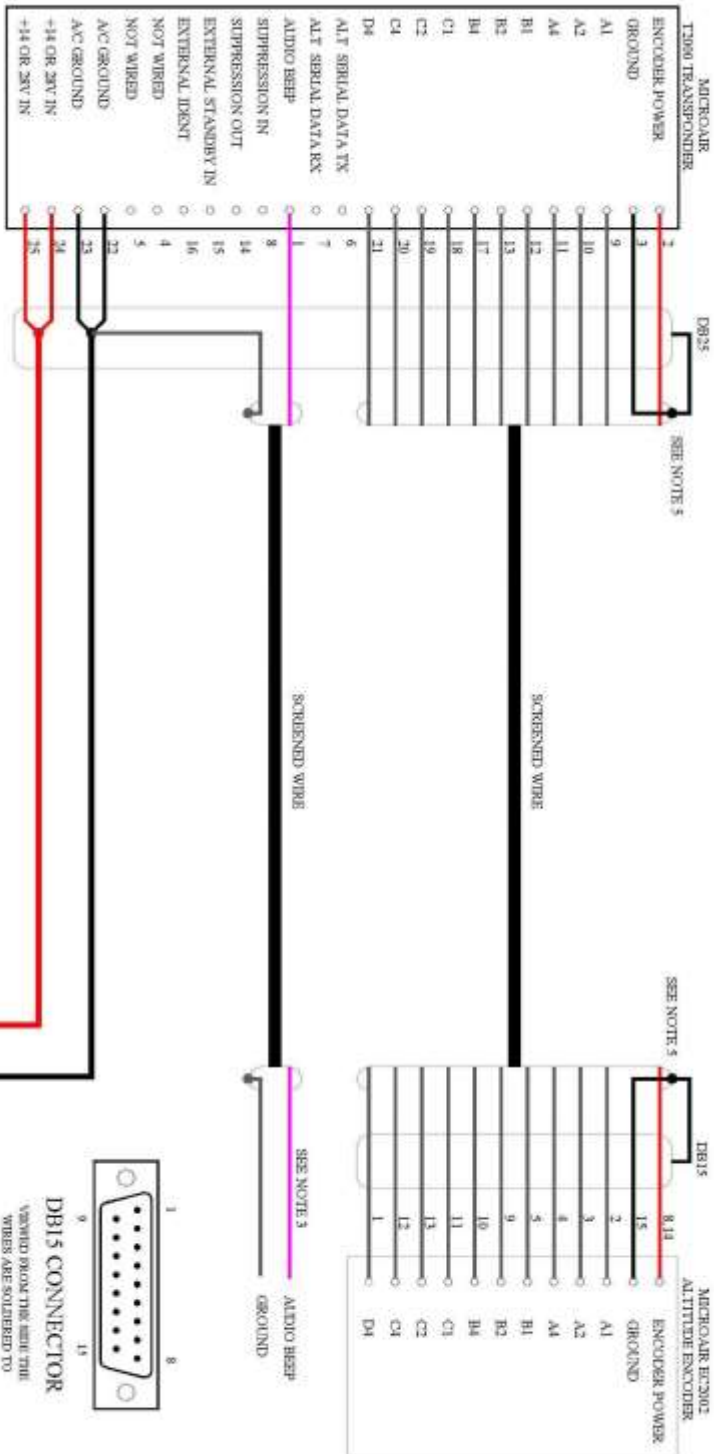 MICROAIR
T2000 TRANSPONDER
ENCODER POWER 2
GROUND 3
A1 9
A2 10
A4 11
B1 12
B2 13
B4 17
C1 18
C2 19
C4 20
D4 21
ALT SERIAL DATA TX 6
ALT SERIAL DATA RX 7
AUDIO BEEP 1
SUPPRESSION IN 8
SUPPRESSION OUT 14
EXTERNAL STANDBY IN 15
EXTERNAL IDENT 16
NOT WIRED 4
NOT WIRED 5
A/C GROUND 22
A/C GROUND 23
+14 OR 28V IN 24
+14 OR 28V IN 25
DB25
SEE NOTE 5
SCREENED WIRE
SCREENED WIRE
SEE NOTE 5
DB15
MICROAIR EC2002
ALTITUDE ENCODER
8,14 ENCODER POWER
15 GROUND
2 A1
3 A2
4 A4
5 B1
9 B2
10 B4
11 C1
13 C2
12 C4
1 D4
SEE NOTE 3
AUDIO BEEP
GROUND
1 8
9 15
DB15 CONNECTOR
VIEWED FROM THE SIDE THE
WIRES ARE SOLDERED TO